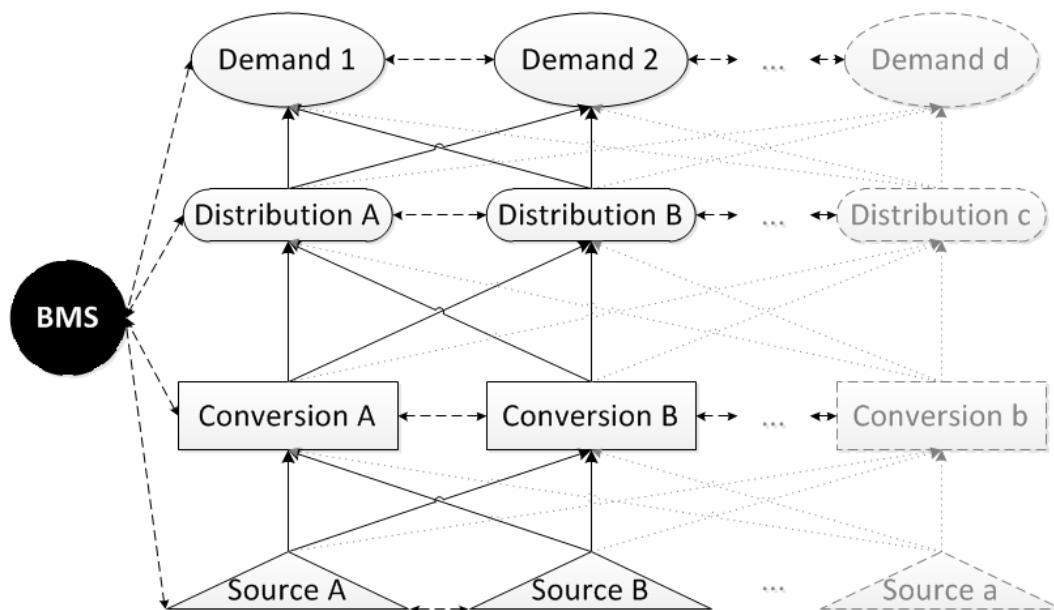 Demand 1
Demand 2
...
Demand d
Distribution A
Distribution B
...
Distribution c
BMS
Conversion A
Conversion B
...
Conversion b
Source A
Source B
...
Source a